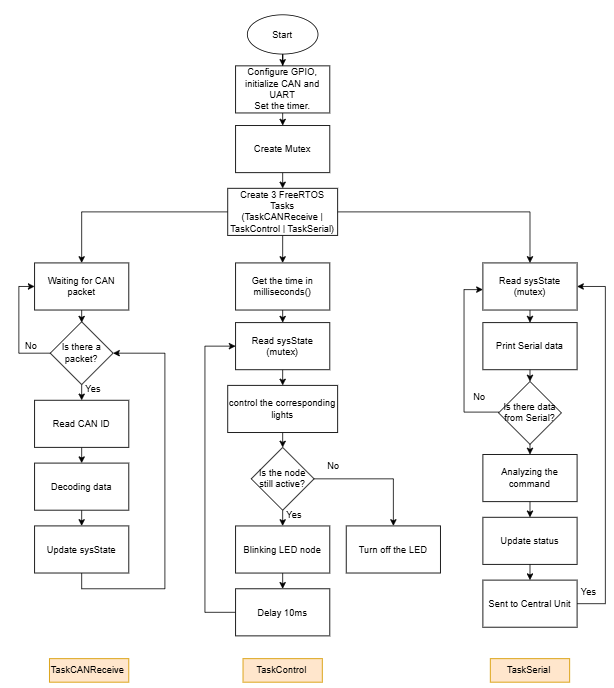 Start
Configure GPIO,
initialize CAN and
UART
Set the timer.
Create Mutex
Create 3 FreeRTOS
Tasks
(TaskCANReceive |
TaskControl | TaskSerial)
Waiting for CAN
packet
Is there a
packet?
No
Yes
Read CAN ID
Decoding data
Update sysState
Get the time in
milliseconds()
Read sysState
(mutex)
control the corresponding
lights
Is the node
still active?
No
Yes
Blinking LED node
Turn off the LED
Delay 10ms
Read sysState
(mutex)
Print Serial data
No
Is there data
from Serial?
Analyzing the
command
Update status
Sent to Central Unit
Yes
TaskCANReceive
TaskControl
TaskSerial